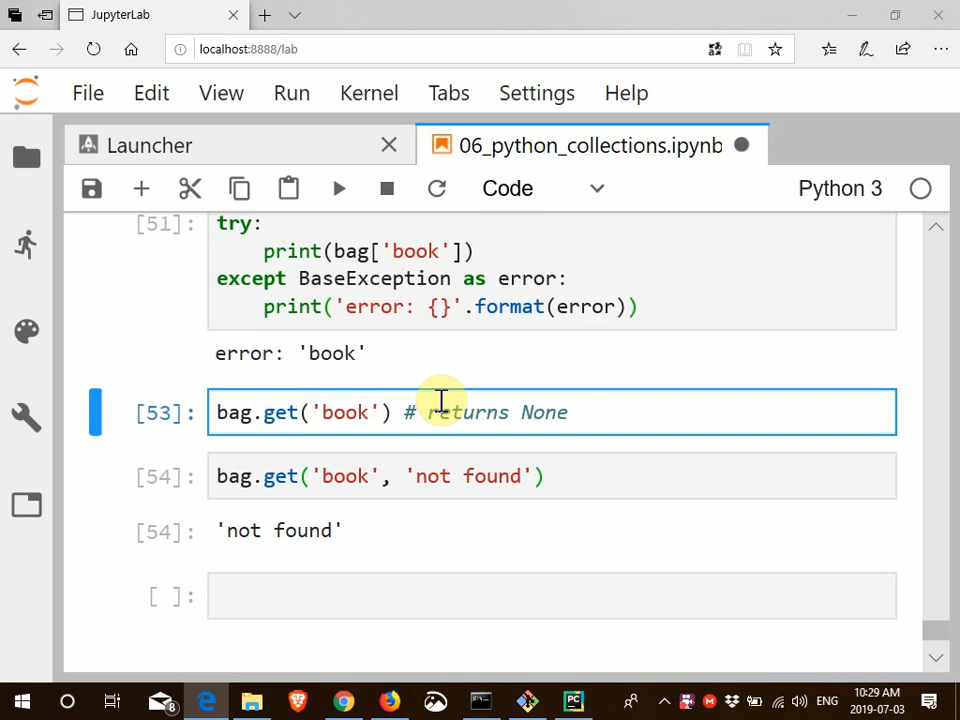 JupyterLab
localhost:8888/lab
File Edit View Run Kernel Tabs Settings Help
Launcher 06_python_collections.ipynb
Code Python 3
[51]: try:
print(bag['book'])
except BaseException as error:
print('error: {}'.format(error))
error: 'book'
[53]: bag.get('book') # returns None
[54]: bag.get('book', 'not found')
[54]: 'not found'
[ ]:
8 PC ENG 10:29 AM
2019-07-03